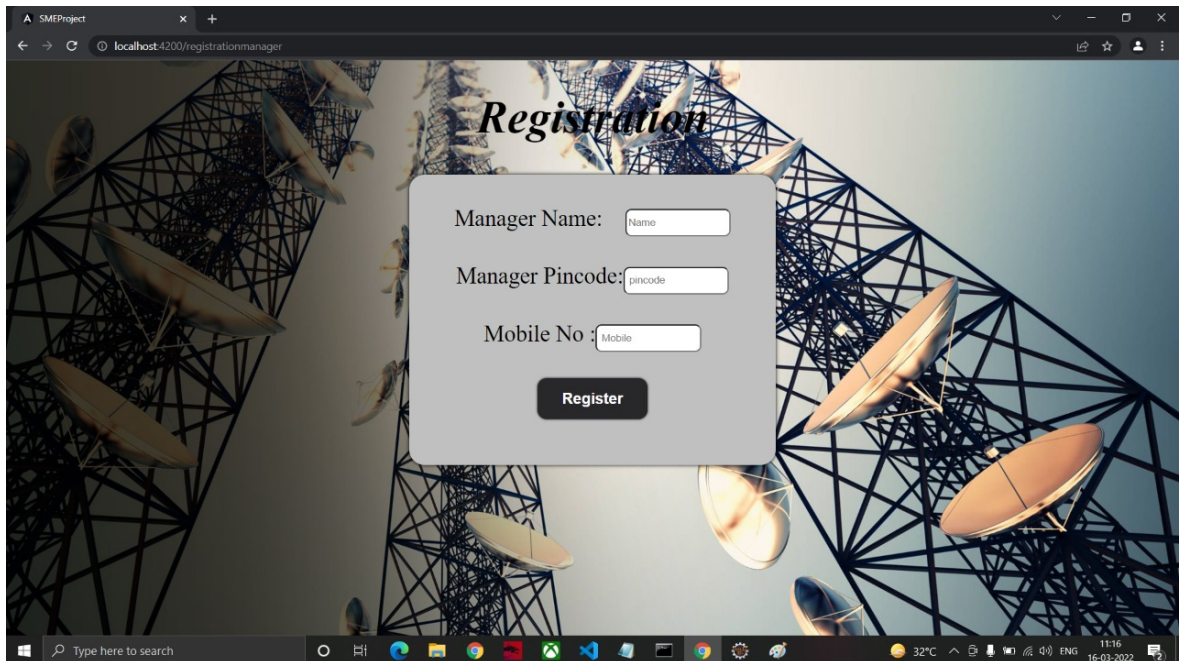 SMEProject
localhost:4200/registrationmanager
Registration
Manager Name: Name
Manager Pincode: pincode
Mobile No : Mobile
Register
Type here to search
32°C
ENG
11:16
16-03-2022
2